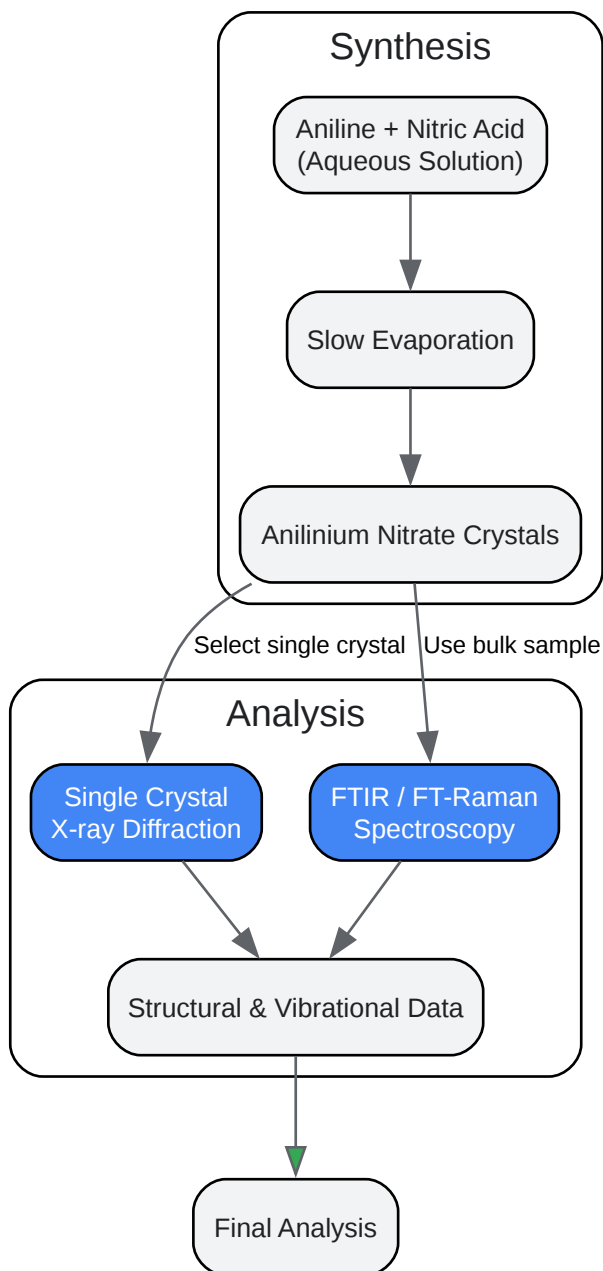 Synthesis
Aniline + Nitric Acid
(Aqueous Solution)
Slow Evaporation
Anilinium Nitrate Crystals
Select single crystal
Use bulk sample
Analysis
Single Crystal
X-ray Diffraction
FTIR / FT-Raman
Spectroscopy
Structural & Vibrational Data
Final Analysis